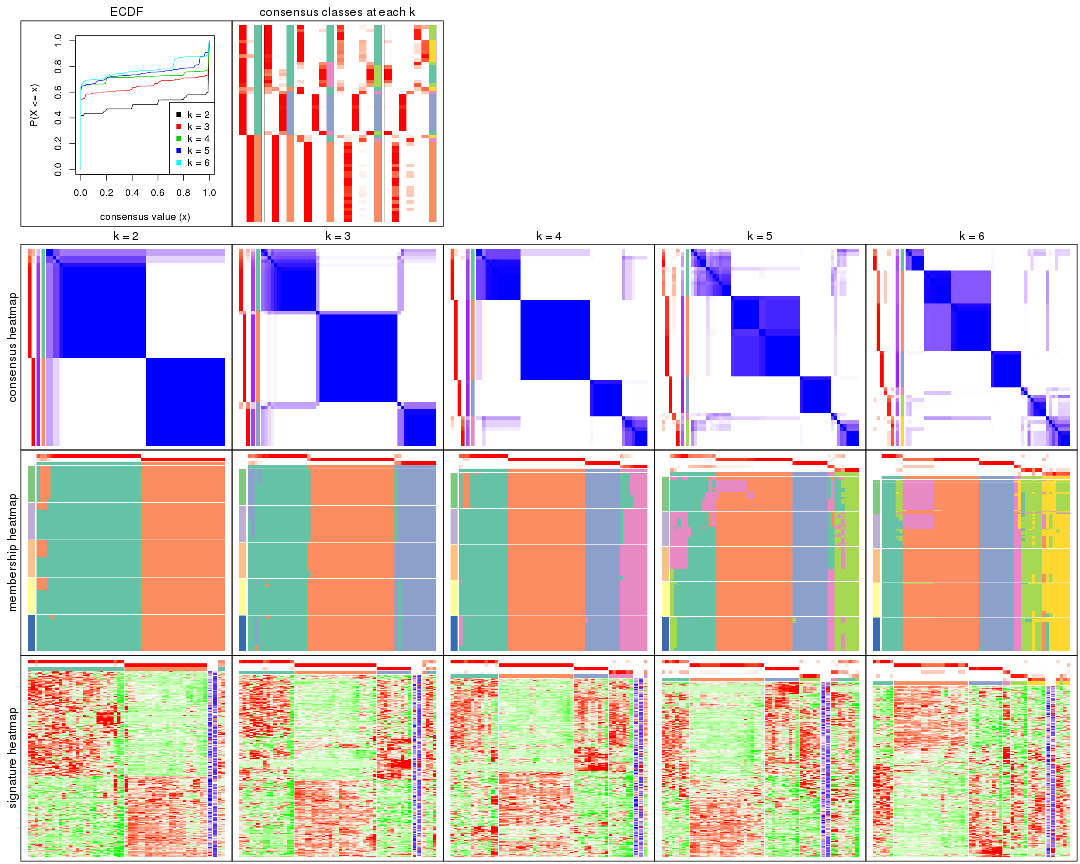 ECDF
consensus classes at each k
P(X <= x)
1.0
0.8
0.6
0.4
0.2
0.0
k = 2
k = 3
k = 4
k = 5
k = 6
0.0 0.2 0.4 0.6 0.8 1.0
consensus value (x)
k = 2
k = 3
k = 4
k = 5
k = 6
consensus heatmap
membership heatmap
signature heatmap